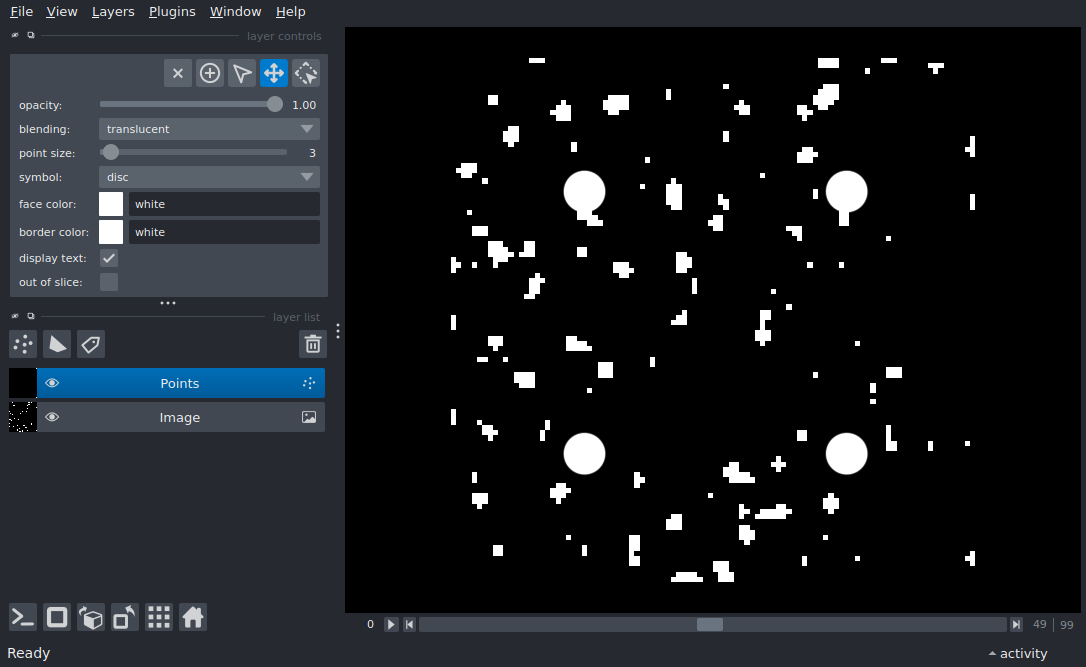 File View Layers Plugins Window Help
layer controls
opacity: 1.00
blending: translucent
point size: 3
symbol: disc
face color: white
border color: white
display text:
out of slice:
layer list
Points
Image
0 49 99
Ready activity